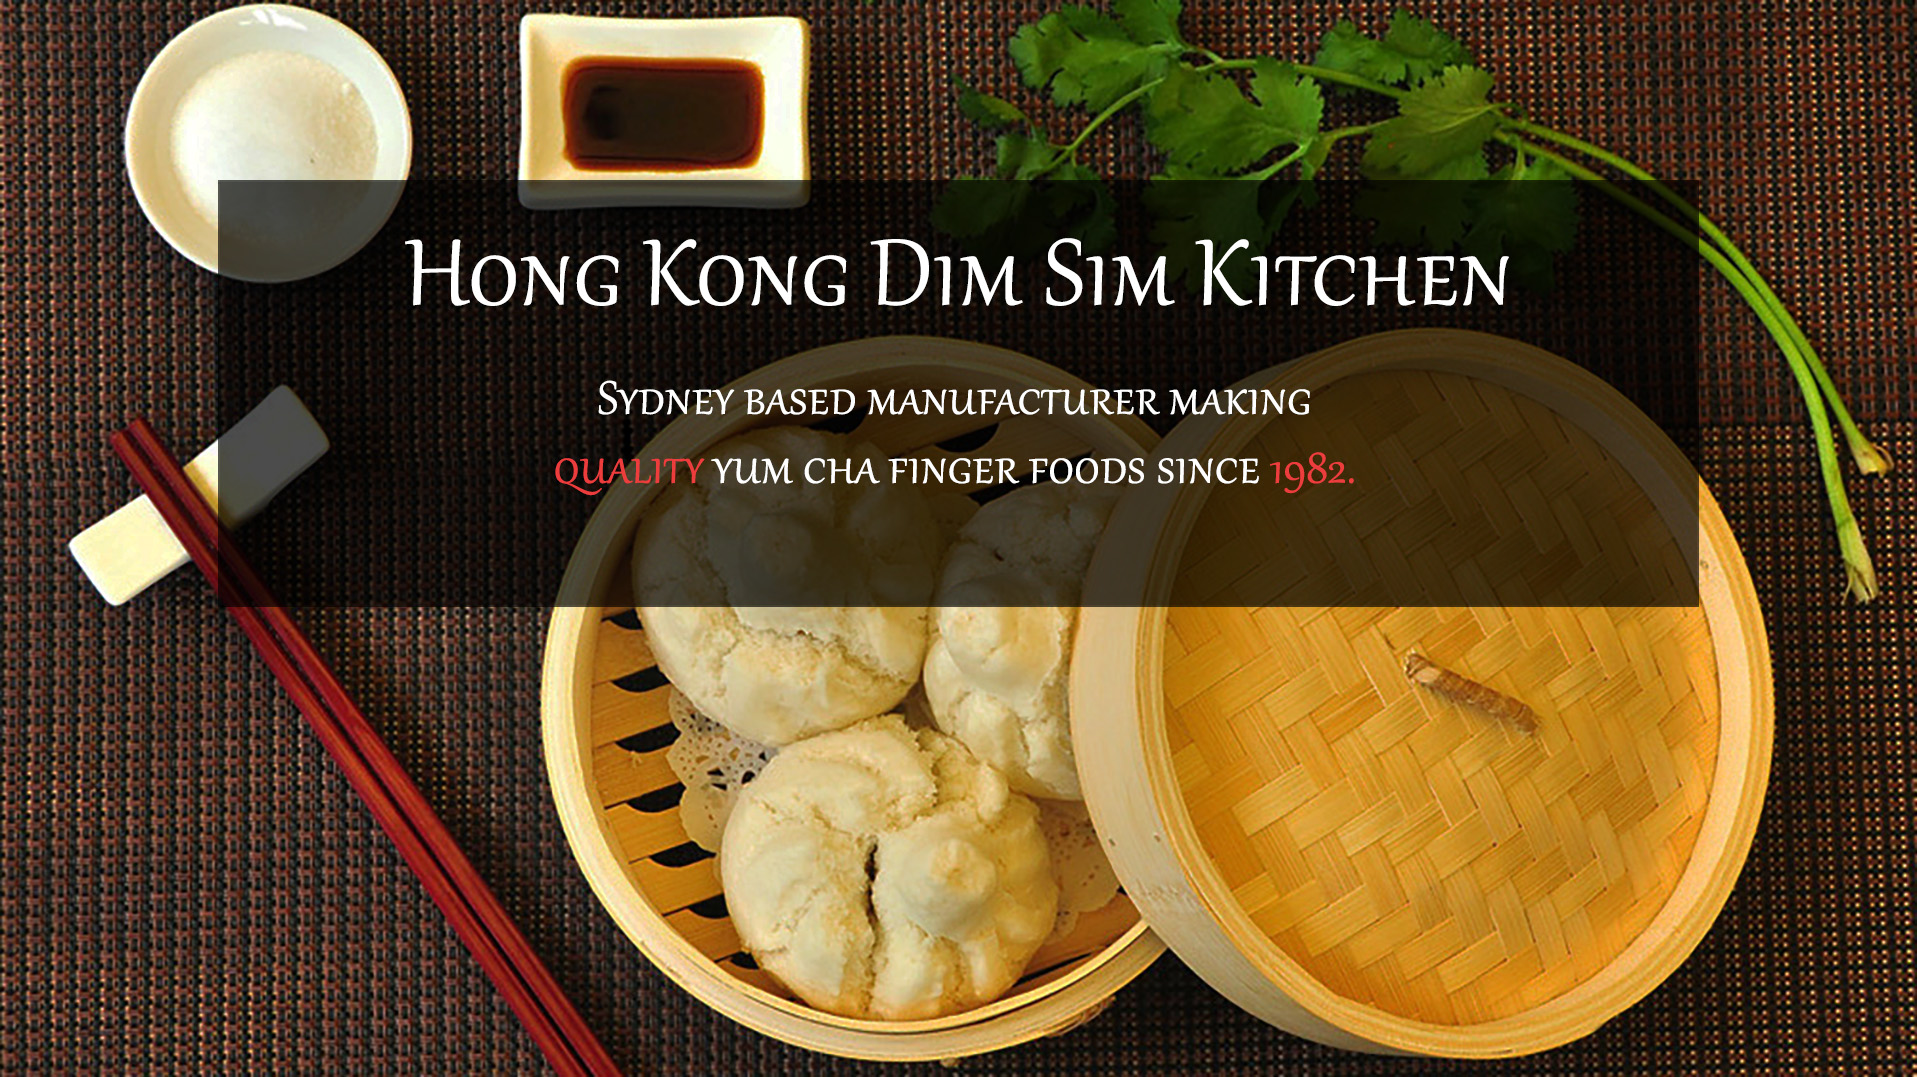 Hong Kong Dim Sim Kitchen
Sydney based manufacturer making
quality yum cha finger foods since 1982.